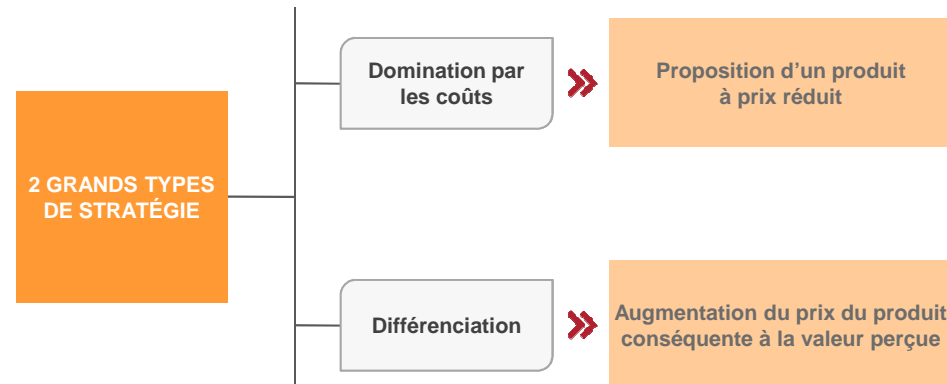 2 GRANDS TYPES
DE STRATÉGIE
Domination par
les coûts
Proposition d’un produit
à prix réduit
Différenciation
Augmentation du prix du produit
conséquente à la valeur perçue